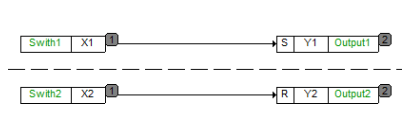 Swith1 X1 1 S Y1 Output1 2
Swith2 X2 1 R Y2 Output2 2